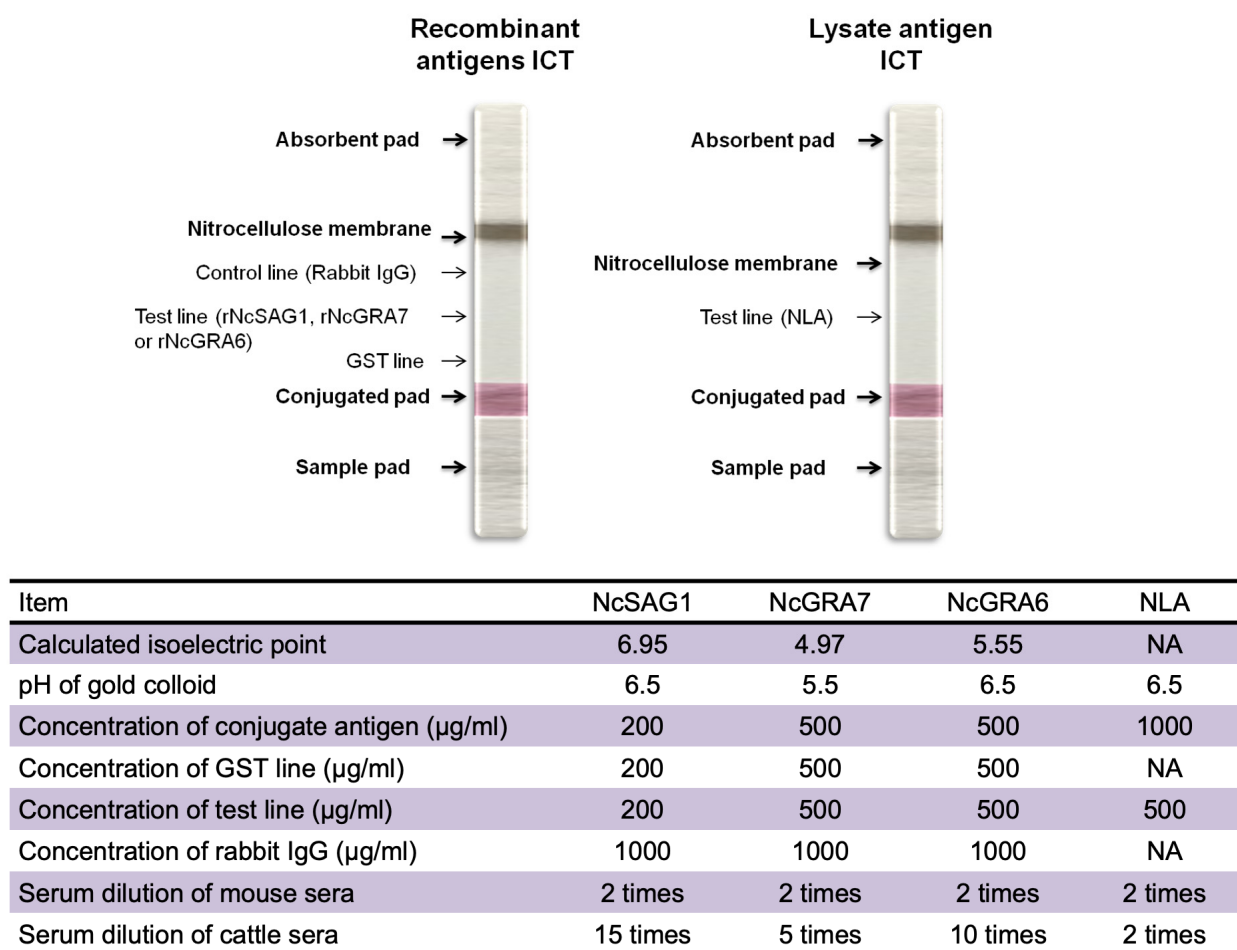 Recombinant
antigens ICT
Absorbent pad
Nitrocellulose membrane
Control line (Rabbit IgG)
Test line (rNcSAG1, rNcGRA7
or rNcGRA6)
GST line
Conjugated pad
Sample pad
Lysate antigen
ICT
Absorbent pad
Nitrocellulose membrane
Test line (NLA)
Conjugated pad
Sample pad
Item NcSAG1 NcGRA7 NcGRA6 NLA
Calculated isoelectric point 6.95 4.97 5.55 NA
pH of gold colloid 6.5 5.5 6.5 6.5
Concentration of conjugate antigen (μg/ml) 200 500 500 1000
Concentration of GST line (μg/ml) 200 500 500 NA
Concentration of test line (μg/ml) 200 500 500 500
Concentration of rabbit IgG (μg/ml) 1000 1000 1000 NA
Serum dilution of mouse sera 2 times 2 times 2 times 2 times
Serum dilution of cattle sera 15 times 5 times 10 times 2 times